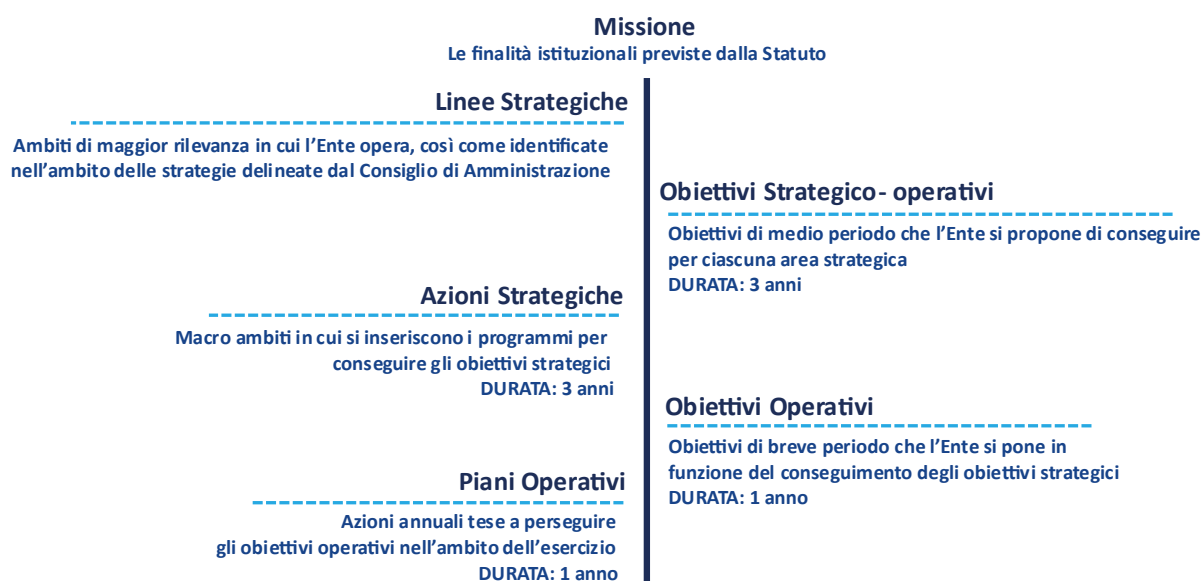 Missione
Le finalità istituzionali previste dalla Statuto
Linee Strategiche
Ambiti di maggior rilevanza in cui l’Ente opera, così come identificate
nell’ambito delle strategie delineate dal Consiglio di Amministrazione
Obiettivi Strategico- operativi
Obiettivi di medio periodo che l’Ente si propone di conseguire
per ciascuna area strategica
DURATA: 3 anni
Azioni Strategiche
Macro ambiti in cui si inseriscono i programmi per
conseguire gli obiettivi strategici
DURATA: 3 anni
Obiettivi Operativi
Obiettivi di breve periodo che l’Ente si pone in
funzione del conseguimento degli obiettivi strategici
DURATA: 1 anno
Piani Operativi
Azioni annuali tese a perseguire
gli obiettivi operativi nell’ambito dell’esercizio
DURATA: 1 anno